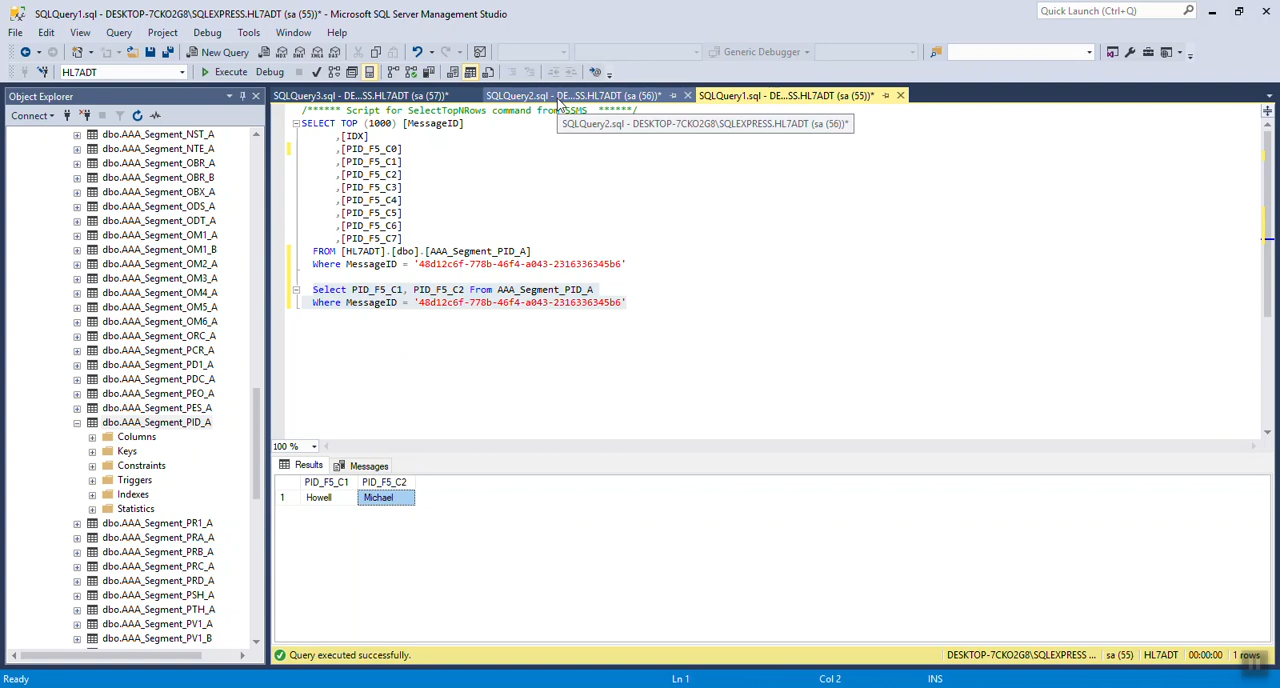 SQLQuery1.sql - DESKTOP-7CKO2G8\SQLEXPRESS.HL7ADT (sa (55))* - Microsoft SQL Server Management Studio
Quick Launch (Ctrl+Q)
File Edit View Query Project Debug Tools Window Help
New Query Generic Debugger
HL7ADT Execute Debug
Object Explorer
SQLQuery3.sql - DE...SS.HL7ADT (sa (57))* SQLQuery2.sql - DE...SS.HL7ADT (sa (56))* SQLQuery1.sql - DE...SS.HL7ADT (sa (55))*
Connect
dbo.AAA_Segment_NST_A
dbo.AAA_Segment_NTE_A
dbo.AAA_Segment_OBR_A
dbo.AAA_Segment_OBR_B
dbo.AAA_Segment_OBX_A
dbo.AAA_Segment_ODS_A
dbo.AAA_Segment_ODT_A
dbo.AAA_Segment_OM1_A
dbo.AAA_Segment_OM1_B
dbo.AAA_Segment_OM2_A
dbo.AAA_Segment_OM3_A
dbo.AAA_Segment_OM4_A
dbo.AAA_Segment_OM5_A
dbo.AAA_Segment_OM6_A
dbo.AAA_Segment_ORC_A
dbo.AAA_Segment_PCR_A
dbo.AAA_Segment_PD1_A
dbo.AAA_Segment_PDC_A
dbo.AAA_Segment_PEO_A
dbo.AAA_Segment_PES_A
dbo.AAA_Segment_PID_A
Columns
Keys
Constraints
Triggers
Indexes
Statistics
dbo.AAA_Segment_PR1_A
dbo.AAA_Segment_PRA_A
dbo.AAA_Segment_PRB_A
dbo.AAA_Segment_PRC_A
dbo.AAA_Segment_PRD_A
dbo.AAA_Segment_PSH_A
dbo.AAA_Segment_PTH_A
dbo.AAA_Segment_PV1_A
dbo.AAA_Segment_PV1_B
/****** Script for SelectTopNRows command from SSMS ******/
SELECT TOP (1000) [MessageID]
SQLQuery2.sql - DESKTOP-7CKO2G8\SQLEXPRESS.HL7ADT (sa (56))*
,[IDX]
,[PID_F5_C0]
,[PID_F5_C1]
,[PID_F5_C2]
,[PID_F5_C3]
,[PID_F5_C4]
,[PID_F5_C5]
,[PID_F5_C6]
,[PID_F5_C7]
FROM [HL7ADT].[dbo].[AAA_Segment_PID_A]
Where MessageID = '48d12c6f-778b-46f4-a043-2316336345b6'
Select PID_F5_C1, PID_F5_C2 From AAA_Segment_PID_A
Where MessageID = '48d12c6f-778b-46f4-a043-2316336345b6'
100 %
Results Messages
PID_F5_C1 PID_F5_C2
1 Howell Michael
Query executed successfully. DESKTOP-7CKO2G8\SQLEXPRESS ... sa (55) HL7ADT 00:00:00 1 rows
Ready Ln 1 Col 2 INS